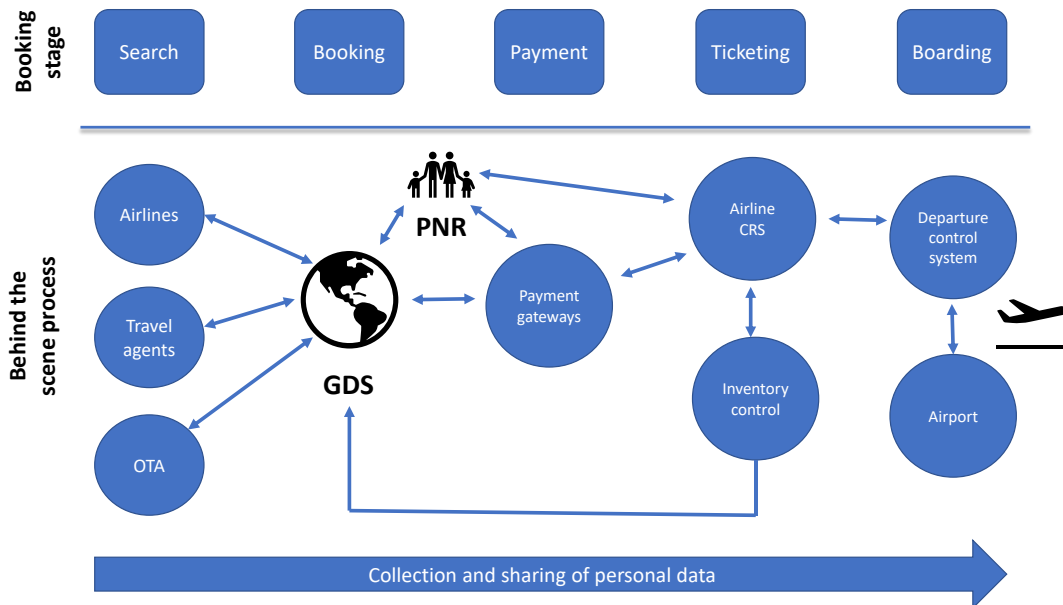 Booking
stage
Search
Booking
Payment
Ticketing
Boarding
Behind the
scene process
Airlines
Travel
agents
OTA
GDS
PNR
Payment
gateways
Airline
CRS
Inventory
control
Departure
control
system
Airport
Collection and sharing of personal data